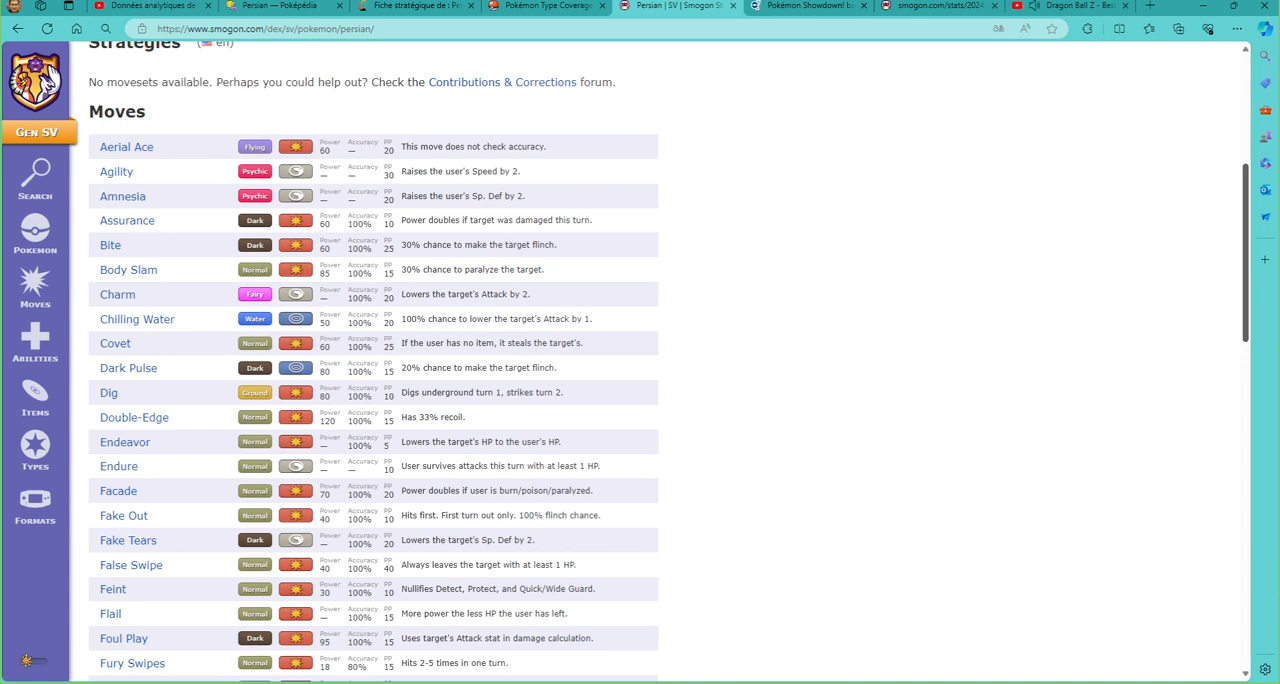 Données analytiques de
Persian — Poképédia
Fiche stratégique de : Pe
Pokémon Type Coverag
Persian | SV | Smogon St
Pokémon Showdown! ba
smogon.com/stats/2024
Dragon Ball Z - Bes
https://www.smogon.com/dex/sv/pokemon/persian/
Strategies en
No movesets available. Perhaps you could help out? Check the Contributions & Corrections forum.
Moves
GEN SV
SEARCH
POKEMON
MOVES
ABILITIES
ITEMS
TYPES
FORMATS
Aerial Ace Flying Power 60 Accuracy — PP 20 This move does not check accuracy.
Agility Psychic Power — Accuracy — PP 30 Raises the user's Speed by 2.
Amnesia Psychic Power — Accuracy — PP 20 Raises the user's Sp. Def by 2.
Assurance Dark Power 60 Accuracy 100% PP 10 Power doubles if target was damaged this turn.
Bite Dark Power 60 Accuracy 100% PP 25 30% chance to make the target flinch.
Body Slam Normal Power 85 Accuracy 100% PP 15 30% chance to paralyze the target.
Charm Fairy Power — Accuracy 100% PP 20 Lowers the target's Attack by 2.
Chilling Water Water Power 50 Accuracy 100% PP 20 100% chance to lower the target's Attack by 1.
Covet Normal Power 60 Accuracy 100% PP 25 If the user has no item, it steals the target's.
Dark Pulse Dark Power 80 Accuracy 100% PP 15 20% chance to make the target flinch.
Dig Ground Power 80 Accuracy 100% PP 10 Digs underground turn 1, strikes turn 2.
Double-Edge Normal Power 120 Accuracy 100% PP 15 Has 33% recoil.
Endeavor Normal Power — Accuracy 100% PP 5 Lowers the target's HP to the user's HP.
Endure Normal Power — Accuracy — PP 10 User survives attacks this turn with at least 1 HP.
Facade Normal Power 70 Accuracy 100% PP 20 Power doubles if user is burn/poison/paralyzed.
Fake Out Normal Power 40 Accuracy 100% PP 10 Hits first. First turn out only. 100% flinch chance.
Fake Tears Dark Power — Accuracy 100% PP 20 Lowers the target's Sp. Def by 2.
False Swipe Normal Power 40 Accuracy 100% PP 40 Always leaves the target with at least 1 HP.
Feint Normal Power 30 Accuracy 100% PP 10 Nullifies Detect, Protect, and Quick/Wide Guard.
Flail Normal Power — Accuracy 100% PP 15 More power the less HP the user has left.
Foul Play Dark Power 95 Accuracy 100% PP 15 Uses target's Attack stat in damage calculation.
Fury Swipes Normal Power 18 Accuracy 80% PP 15 Hits 2-5 times in one turn.